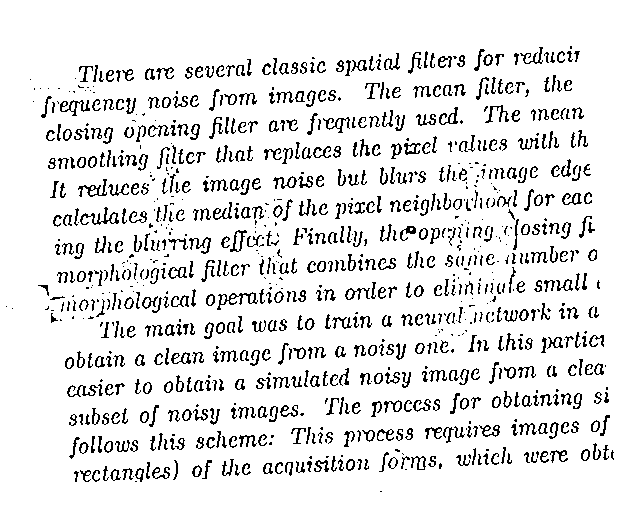 There are several classic spatial filters for reducin
frequency noise from images. The mean filter, the
closing opening filter are frequently used. The mean
smoothing filter that replaces the pixel values with th
It reduces the image noise but blurs the image edge
calculates the median of the pixel neighborhood for eac
ing the blurring effect. Finally, the opening closing fi
morphological filter that combines the same number o
morphological operations in order to eliminate small
The main goal was to train a neural network in a
obtain a clean image from a noisy one. In this particu
easier to obtain a simulated noisy image from a clea
subset of noisy images. The process for obtaining si
follows this scheme: This process requires images of
rectangles) of the acquisition forms, which were obt